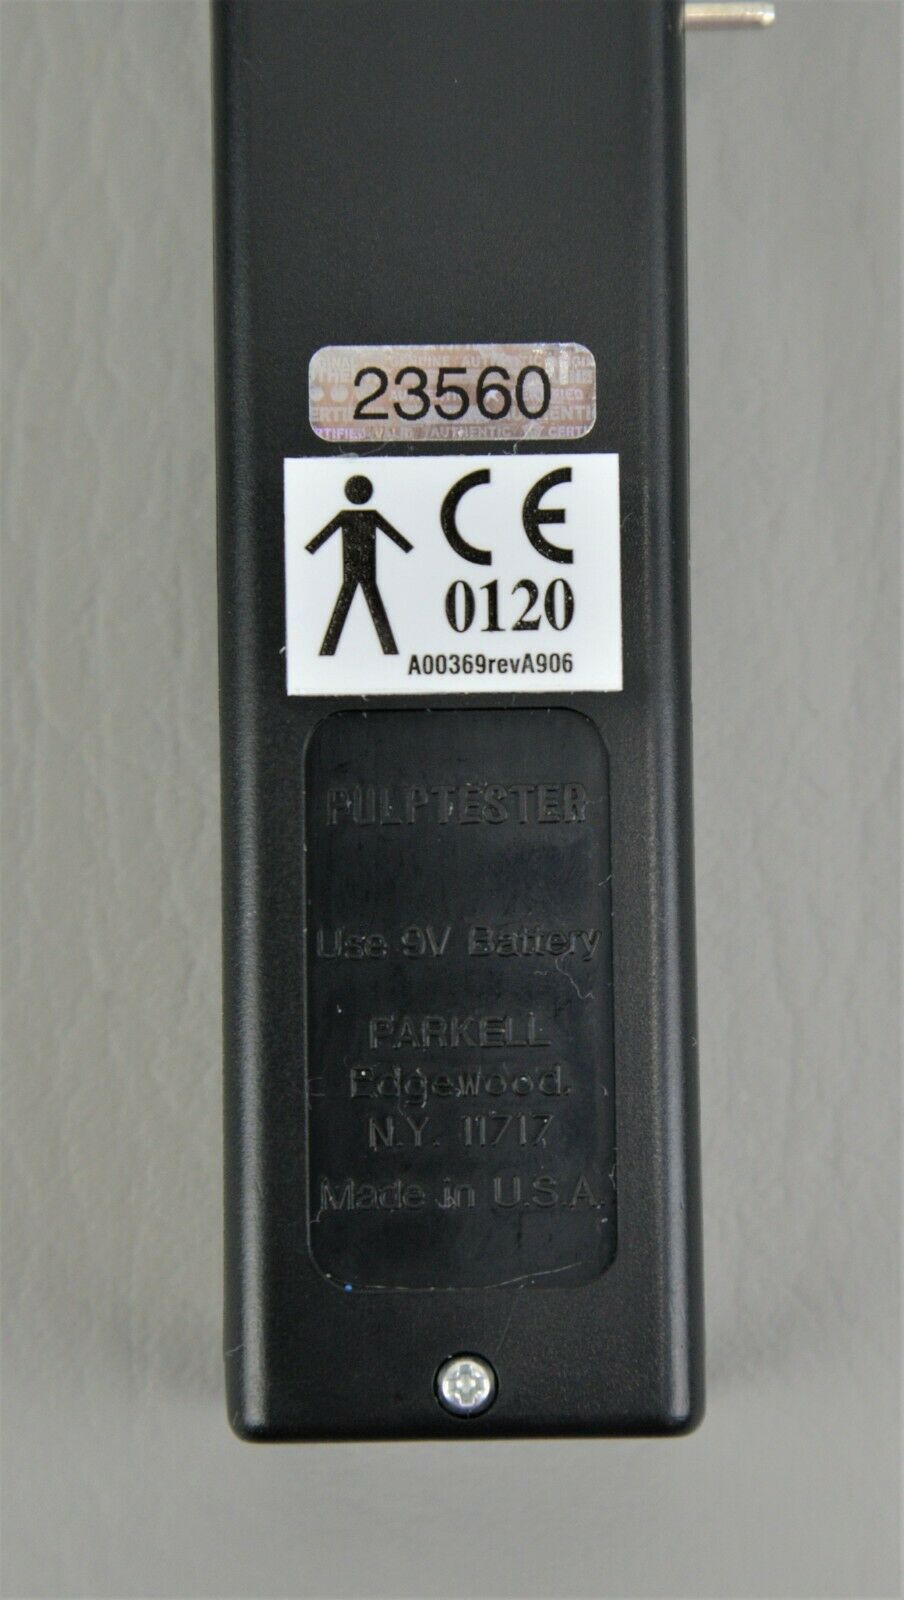 23560
CE
0120
A00369revA906
PULPTESTER
Use 9V Battery
PARKELL
Edgewood.
N.Y. 11717
Made in U.S.A.